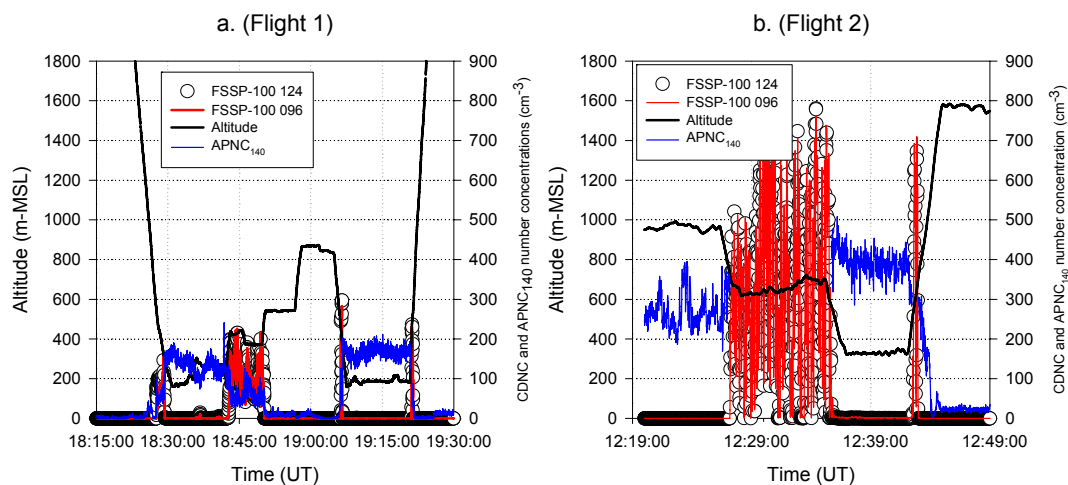 a. (Flight 1)
1800
1600
1400
1200
1000
800
600
400
200
0
Altitude (m-MSL)
FSSP-100 124
FSSP-100 096
Altitude
APNC140
900
800
700
600
500
400
300
200
100
0
CDNC and APNC140 number concentrations (cm-3)
18:15:00 18:30:00 18:45:00 19:00:00 19:15:00 19:30:00
Time (UT)
b. (Flight 2)
1800
1600
1400
1200
1000
800
600
400
200
0
Altitude (m-MSL)
FSSP-100 124
FSSP-100 096
Altitude
APNC140
900
800
700
600
500
400
300
200
100
0
CDNC and APNC140 number concentrations (cm-3)
12:19:00 12:29:00 12:39:00 12:49:00
Time (UT)